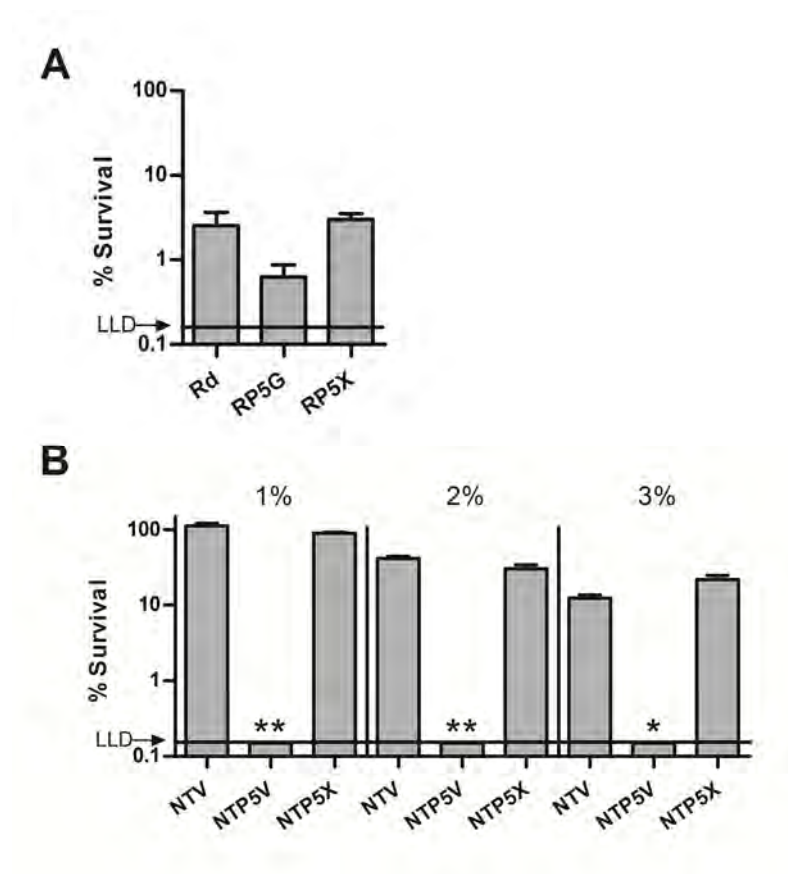 A
100
10
1
0.1
% Survival
LLD
Rd
RP5G
RP5X
B
1%
2%
3%
100
10
1
0.1
% Survival
LLD
**
**
*
NTV
NTP5V
NTP5X
NTV
NTP5V
NTP5X
NTV
NTP5V
NTP5X